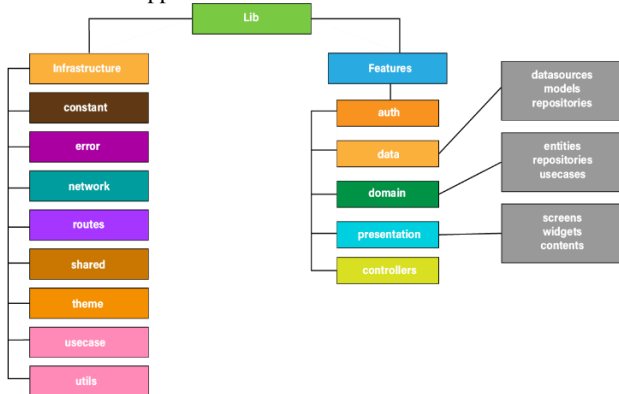 Lib
Infrastructure
constant
error
network
routes
shared
theme
usecase
utils
Features
auth
data
domain
presentation
controllers
datasources
models
repositories
entities
repositories
usecases
screens
widgets
contents